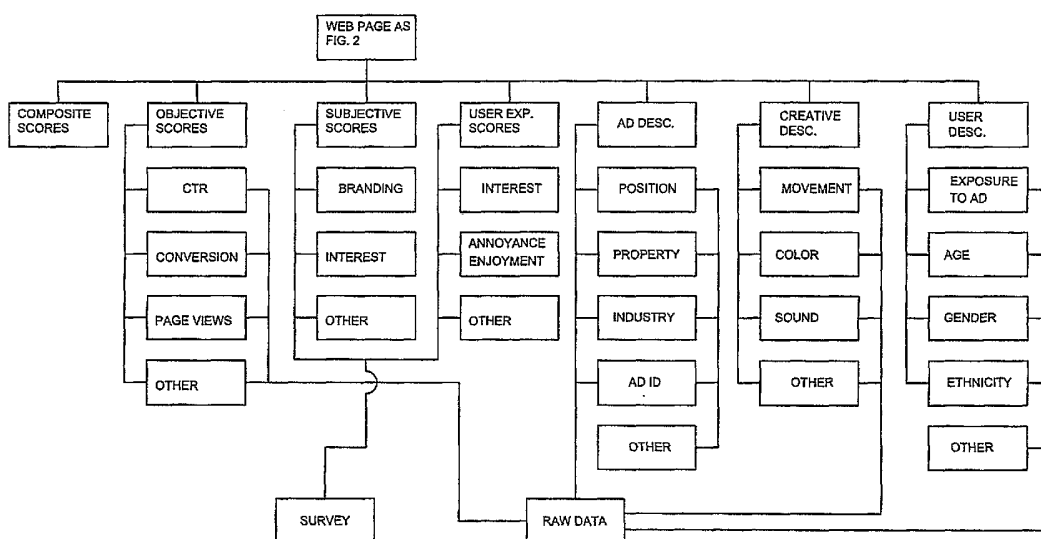 WEB PAGE AS
FIG. 2
COMPOSITE
SCORES
OBJECTIVE
SCORES
CTR
CONVERSION
PAGE VIEWS
OTHER
SUBJECTIVE
SCORES
BRANDING
INTEREST
OTHER
USER EXP.
SCORES
INTEREST
ANNOYANCE
ENJOYMENT
OTHER
AD DESC.
POSITION
PROPERTY
INDUSTRY
AD ID
OTHER
CREATIVE
DESC.
MOVEMENT
COLOR
SOUND
OTHER
USER
DESC.
EXPOSURE
TO AD
AGE
GENDER
ETHNICITY
OTHER
SURVEY
RAW DATA